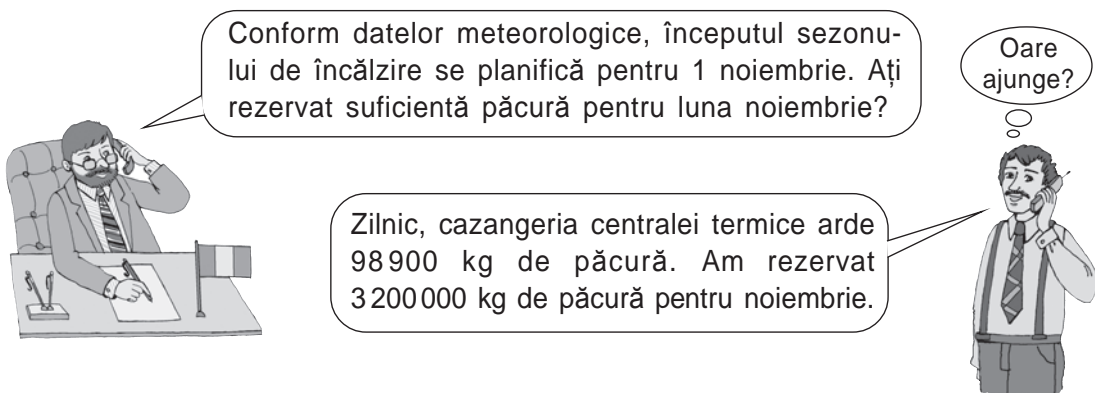 Conform datelor meteorologice, începutul sezonu-
lui de încălzire se planifică pentru 1 noiembrie. Ați
rezervat suficientă păcură pentru luna noiembrie?
Oare
ajunge?
Zilnic, cazangeria centralei termice arde
98 900 kg de păcură. Am rezervat
3 200 000 kg de păcură pentru noiembrie.